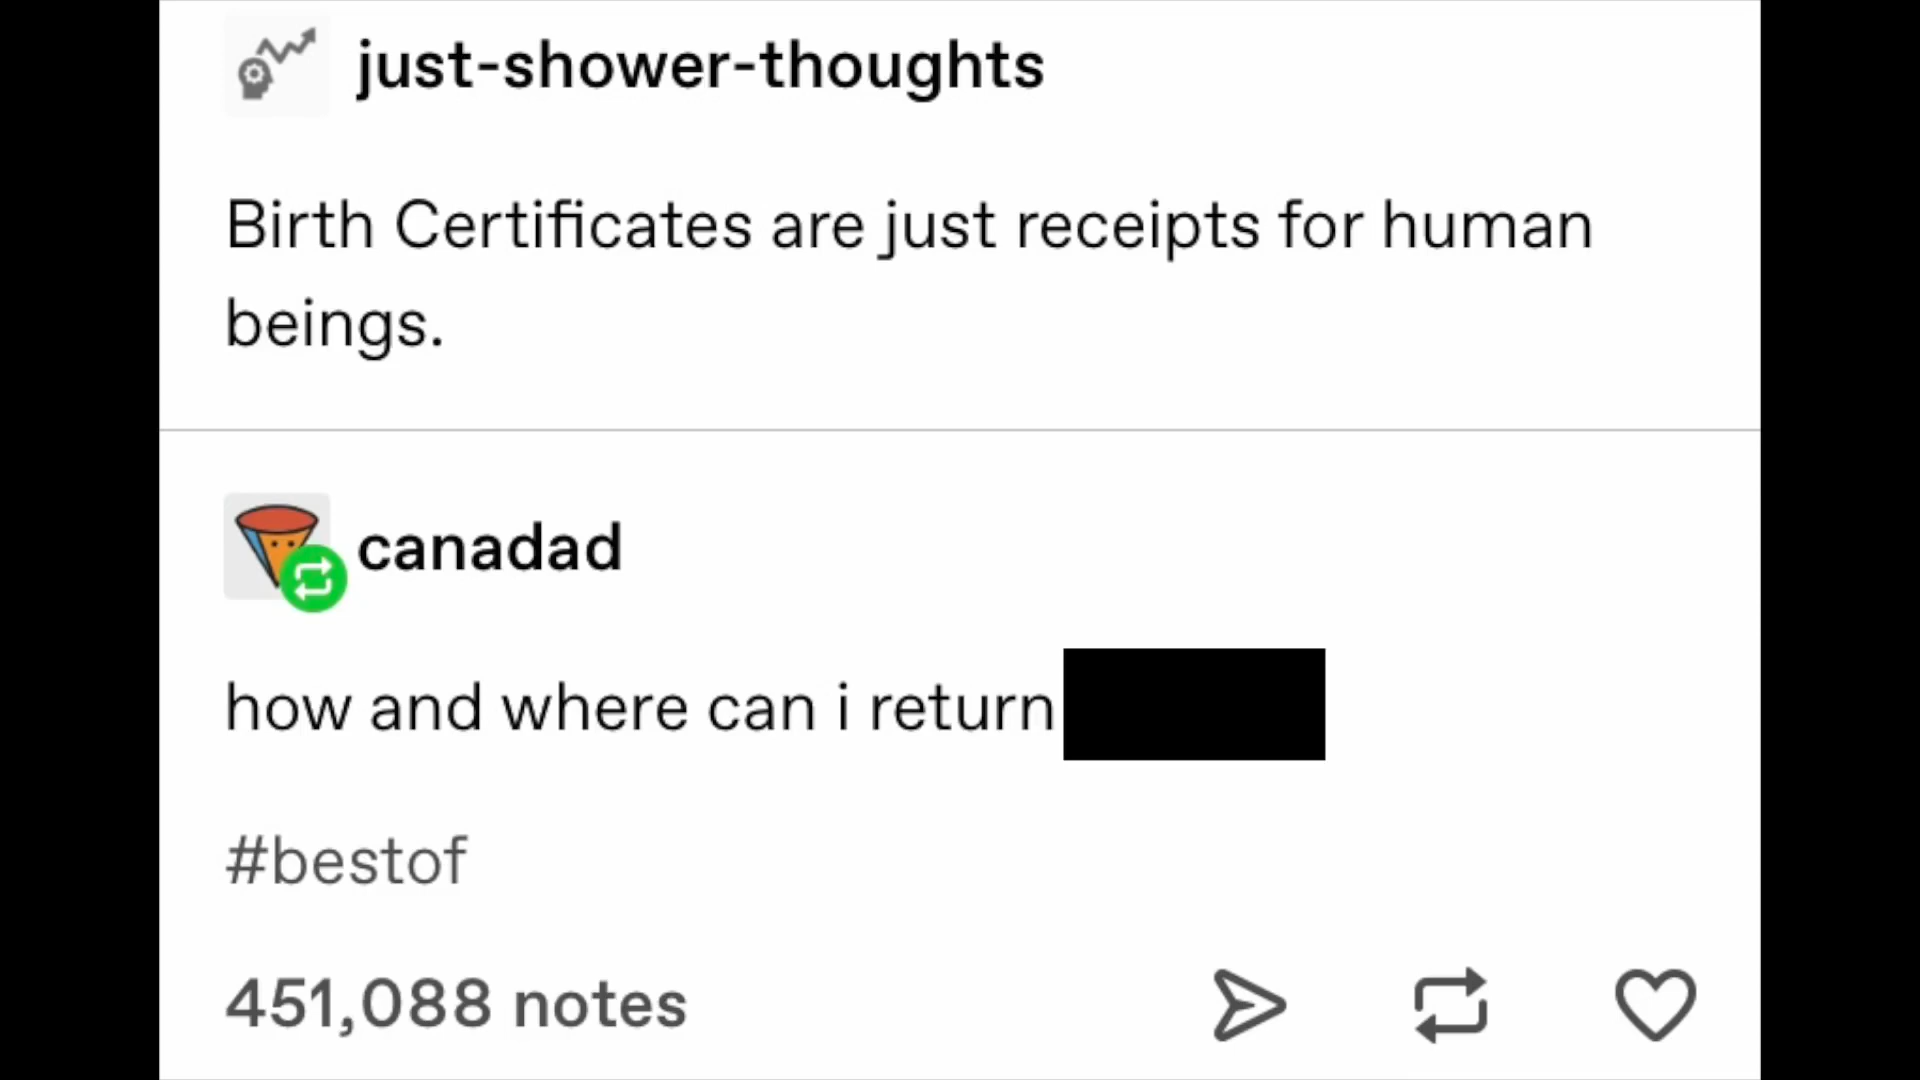 just-shower-thoughts
Birth Certificates are just receipts for human
beings.
canadad
how and where can i return
#bestof
451,088 notes